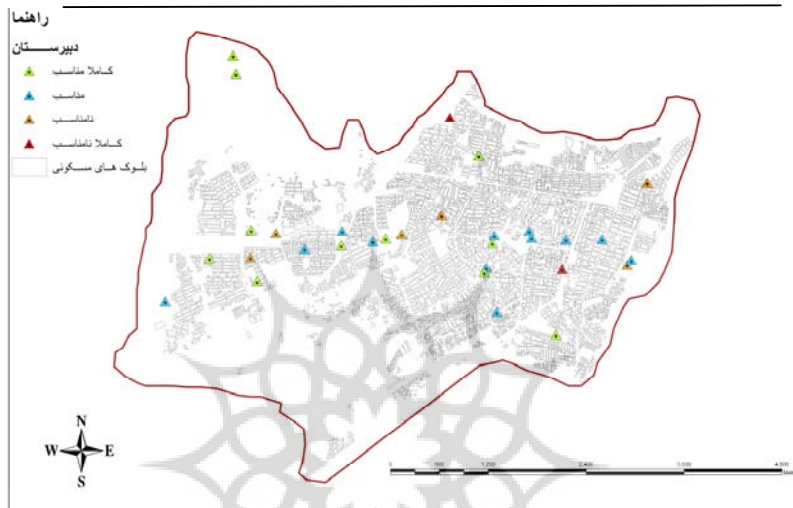 راهنما
دبیرستان
کاملا مناسب
مناسب
نامناسب
کاملا نامناسب
بلوک های مسکونی
N
W E
S
0 600 1,200 2,400 3,600 4,800